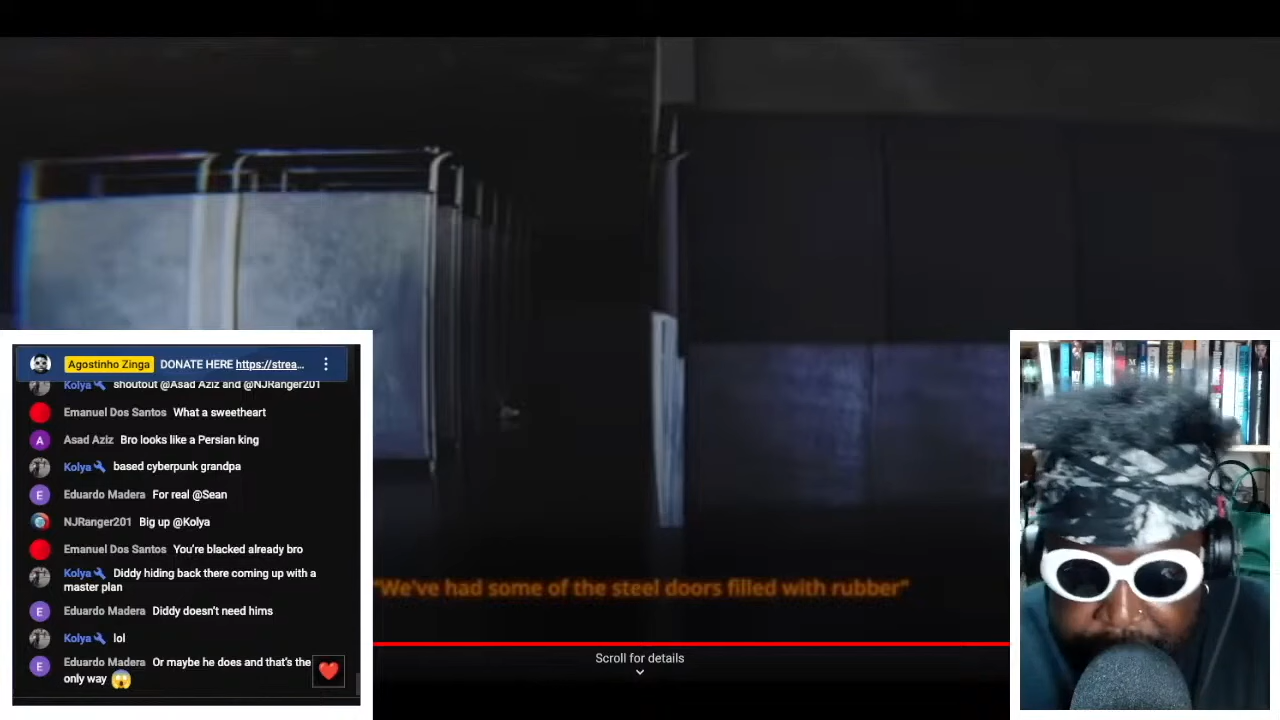 Agostinho Zinga DONATE HERE https://strea...
Kolya shoutout @Asad Aziz and @NJRanger201
Emanuel Dos Santos What a sweetheart
A Asad Aziz Bro looks like a Persian king
Kolya based cyberpunk grandpa
E Eduardo Madera For real @Sean
NJRanger201 Big up @Kolya
Emanuel Dos Santos You're blacked already bro
Kolya Diddy hiding back there coming up with a
master plan
E Eduardo Madera Diddy doesn't need hims
Kolya lol
E Eduardo Madera Or maybe he does and that's the
only way
"We've had some of the steel doors filled with rubber"
Scroll for details